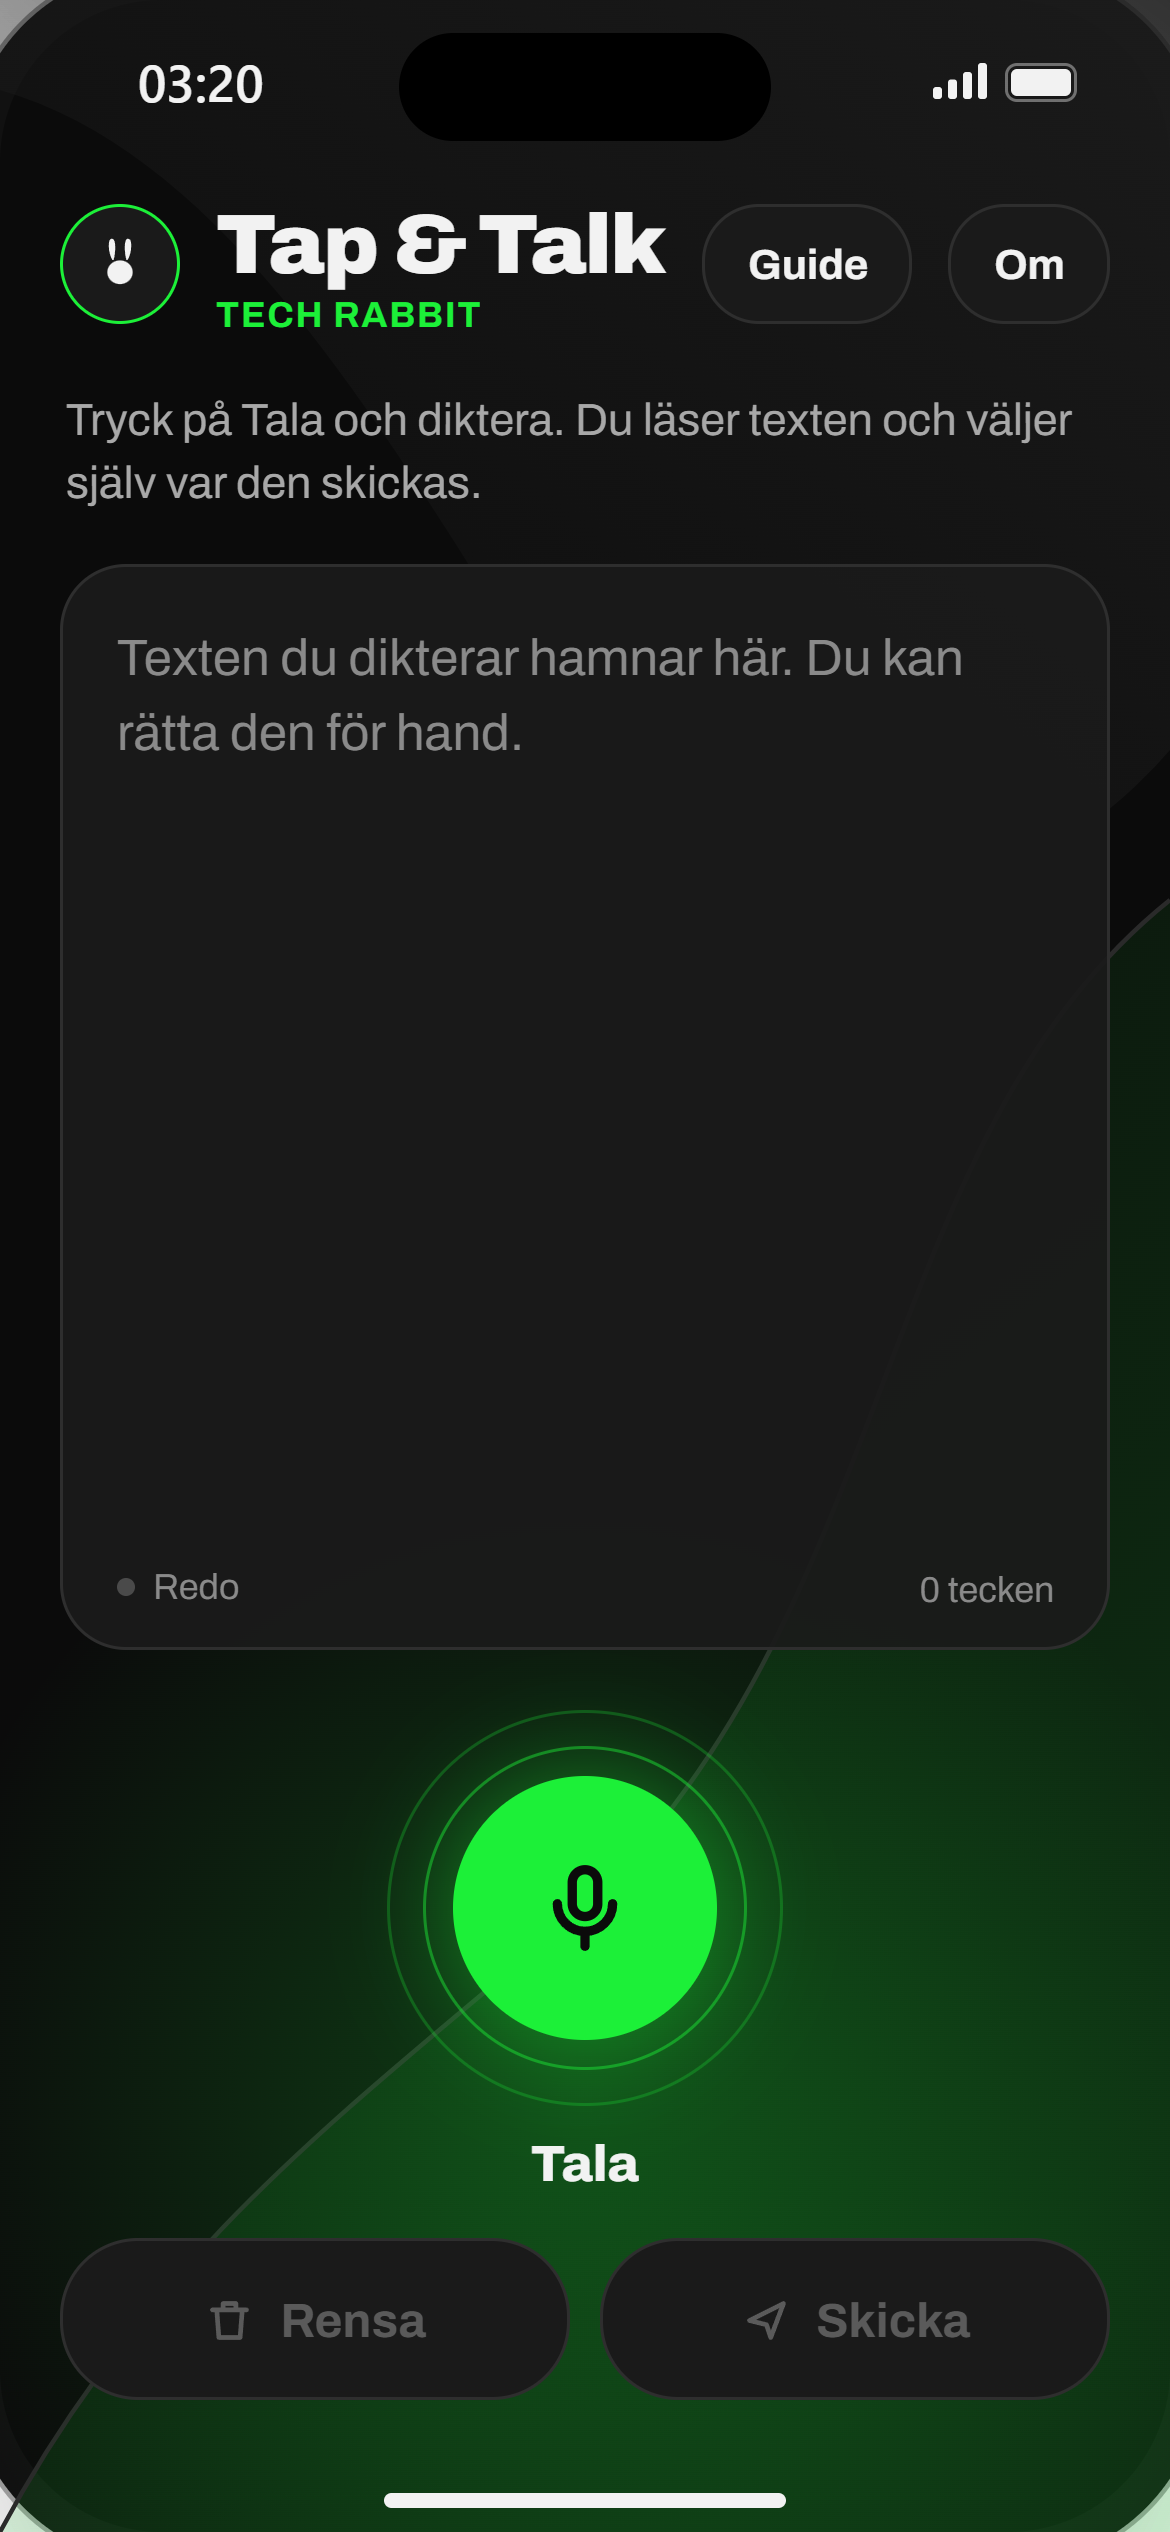 03:20
Tap & Talk
TECH RABBIT
Guide
Om
Tryck på Tala och diktera. Du läser texten och väljer
själv var den skickas.
Texten du dikterar hamnar här. Du kan
rätta den för hand.
Redo
0 tecken
Tala
Rensa
Skicka